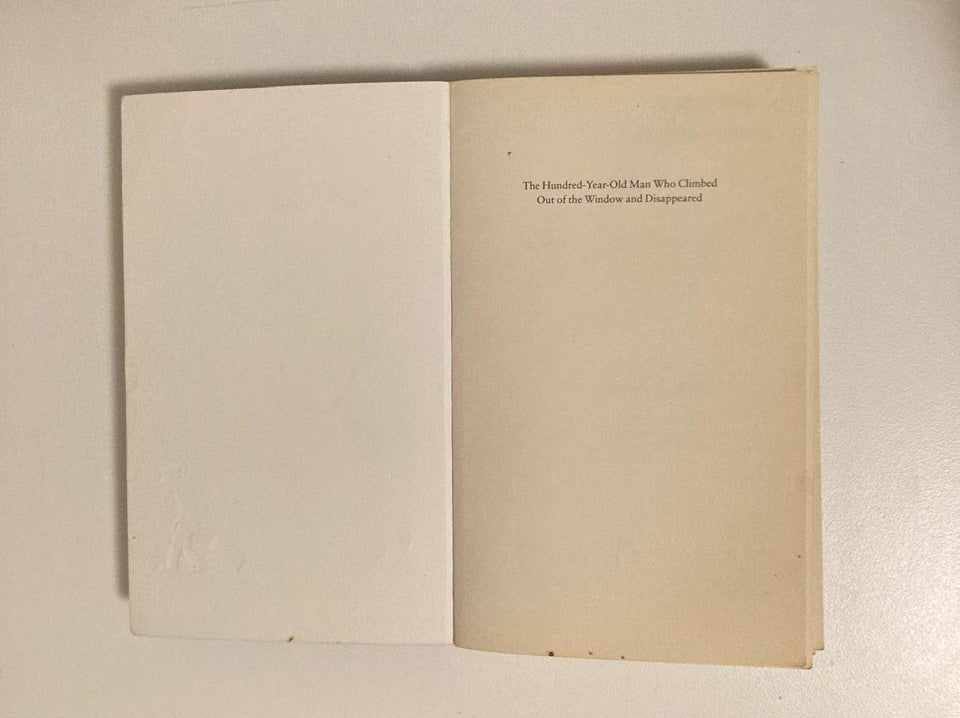 The Hundred-Year-Old Man Who Climbed
Out of the Window and Disappeared